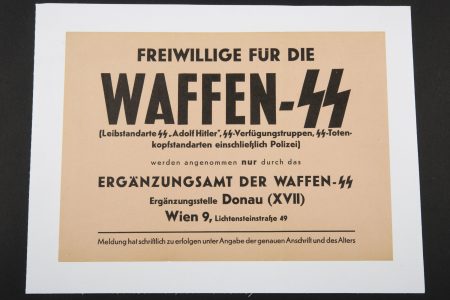 FREIWILLIGE FÜR DIE
WAFFEN-ᛋᛋ
(Leibstandarte ᛋᛋ „Adolf Hitler", ᛋᛋ-Verfügungstruppen, ᛋᛋ-Toten-
kopfstandarten einschließlich Polizei)
werden angenommen nur durch das
ERGÄNZUNGSAMT DER WAFFEN-ᛋᛋ
Ergänzungsstelle Donau (XVII)
Wien 9, Lichtensteinstraße 49
Meldung hat schriftlich zu erfolgen unter Angabe der genauen Anschrift und des Alters